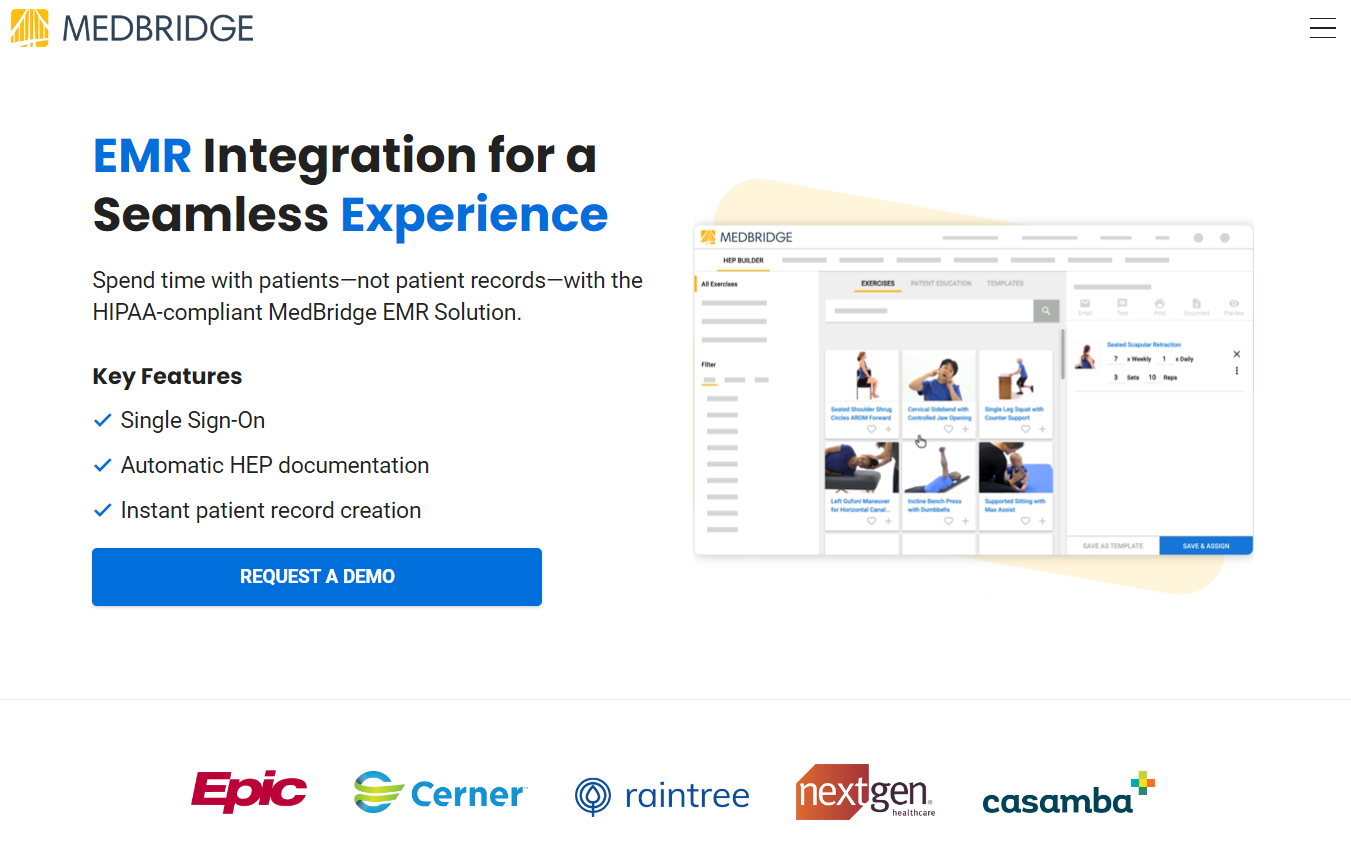 MEDBRIDGE
EMR Integration for a
Seamless Experience
Spend time with patients—not patient records—with the
HIPAA-compliant MedBridge EMR Solution.
Key Features
Single Sign-On
Automatic HEP documentation
Instant patient record creation
REQUEST A DEMO
MEDBRIDGE
HEP BUILDER
All Exercises
Filter
EXERCISES PATENT EDUCATION TEMPLATES
Seated Shoulder Shrug
Circles AROM Forward
Cervical Sidebend with
Controlled Jaw Opening
Single Leg Squat with
Counter Support
Left Gufoni Maneuver
for Horizontal Canal...
Incline Bench Press
with Dumbbells
Supported Sitting with
Max Assist
Email Text Print Document Preview
Seated Scapular Retraction
7 x Weekly 1 x Daily
3 Sets 10 Reps
SAVE AS TEMPLATE SAVE & ASSIGN
Epic
Cerner
raintree
nextgen
healthcare
casamba